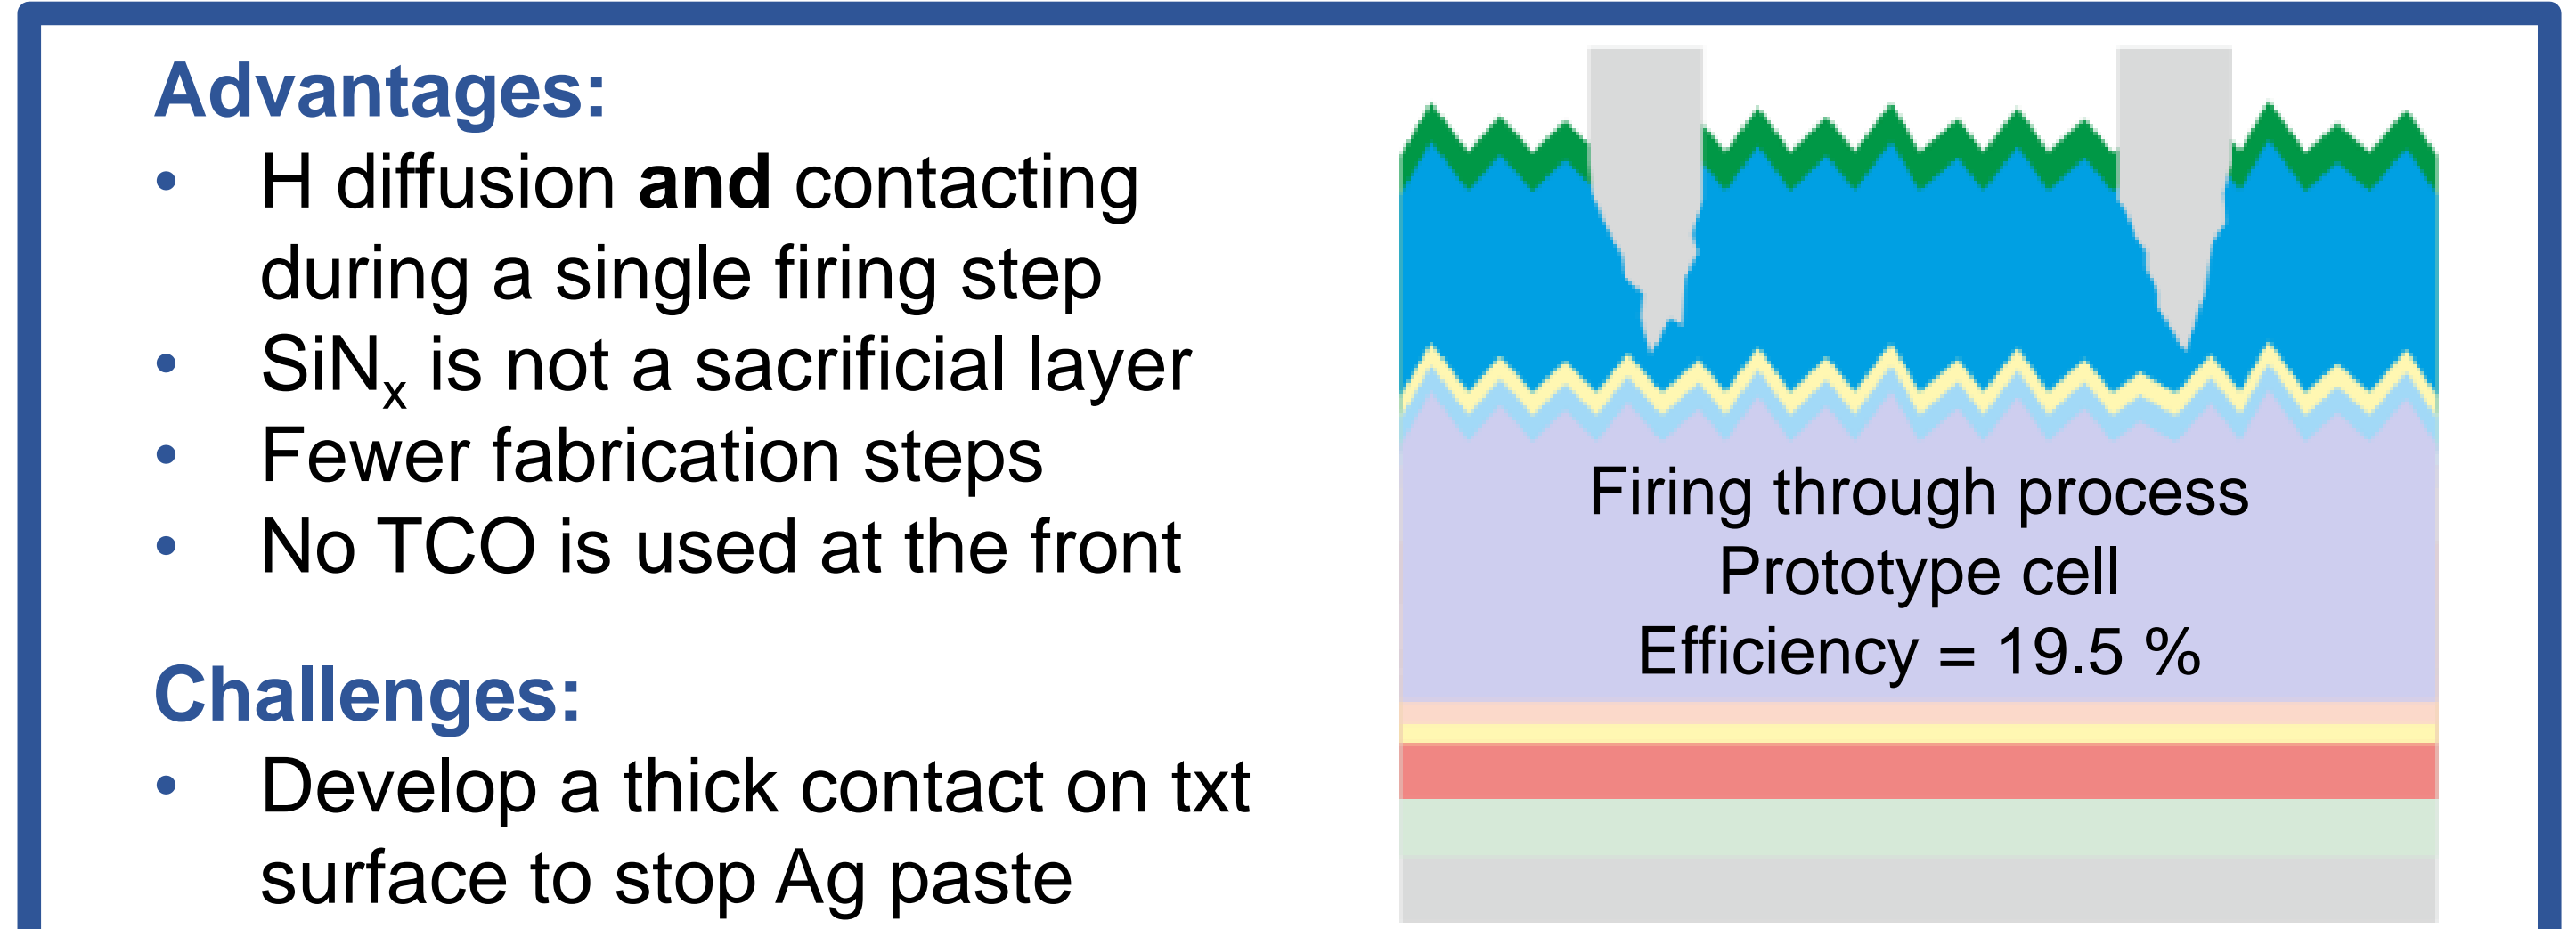 Advantages:
• H diffusion and contacting
during a single firing step
• SiNₓ is not a sacrificial layer
• Fewer fabrication steps
• No TCO is used at the front
Challenges:
• Develop a thick contact on txt
surface to stop Ag paste
Firing through process
Prototype cell
Efficiency = 19.5 %